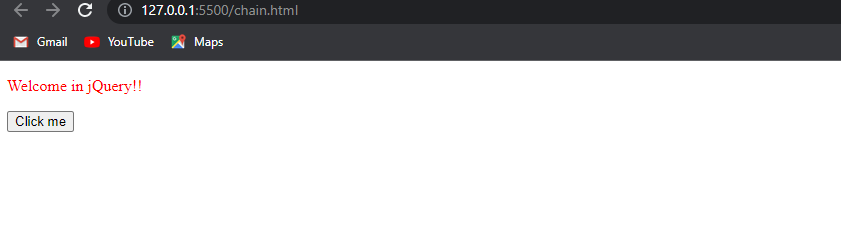 127.0.0.1:5500/chain.html
Gmail YouTube Maps
Welcome in jQuery!!
Click me